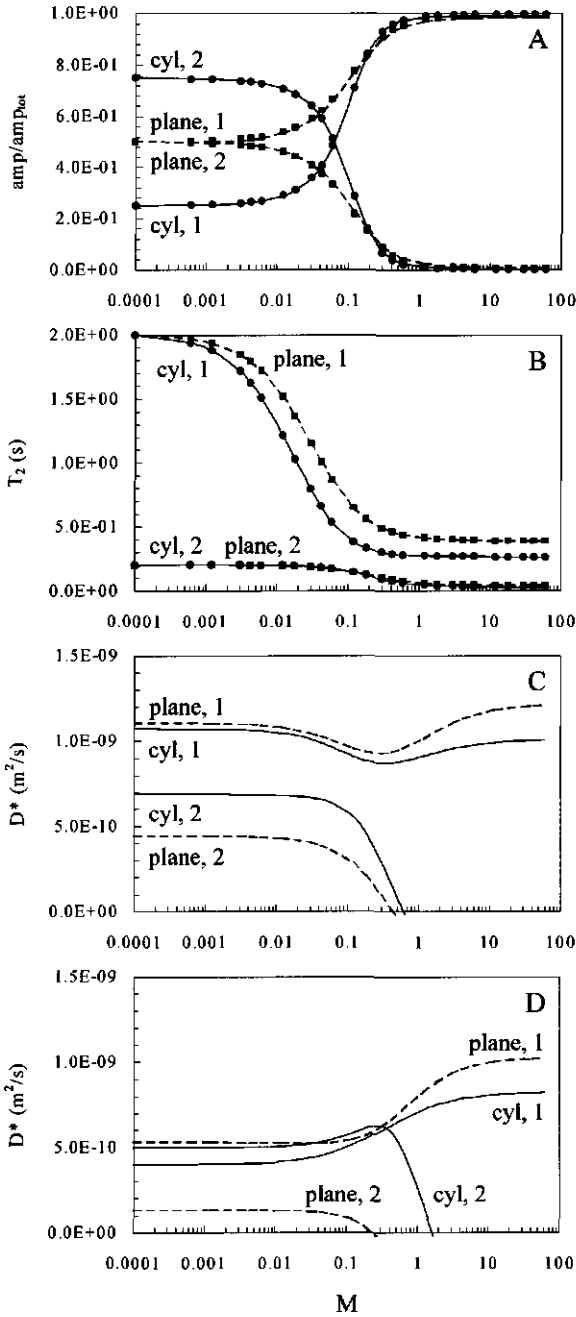 A
amp/amp_tot
1.0E+00
8.0E-01
6.0E-01
4.0E-01
2.0E-01
0.0E+00
cyl, 2
plane, 1
plane, 2
cyl, 1
0.0001 0.001 0.01 0.1 1 10 100
B
T2 (s)
2.0E+00
1.5E+00
1.0E+00
5.0E-01
0.0E+00
cyl, 1
plane, 1
cyl, 2
plane, 2
0.0001 0.001 0.01 0.1 1 10 100
C
D* (m²/s)
1.5E-09
1.0E-09
5.0E-10
0.0E+00
plane, 1
cyl, 1
cyl, 2
plane, 2
0.0001 0.001 0.01 0.1 1 10 100
D
D* (m²/s)
1.5E-09
1.0E-09
5.0E-10
0.0E+00
plane, 1
cyl, 1
plane, 2
cyl, 2
0.0001 0.001 0.01 0.1 1 10 100
M